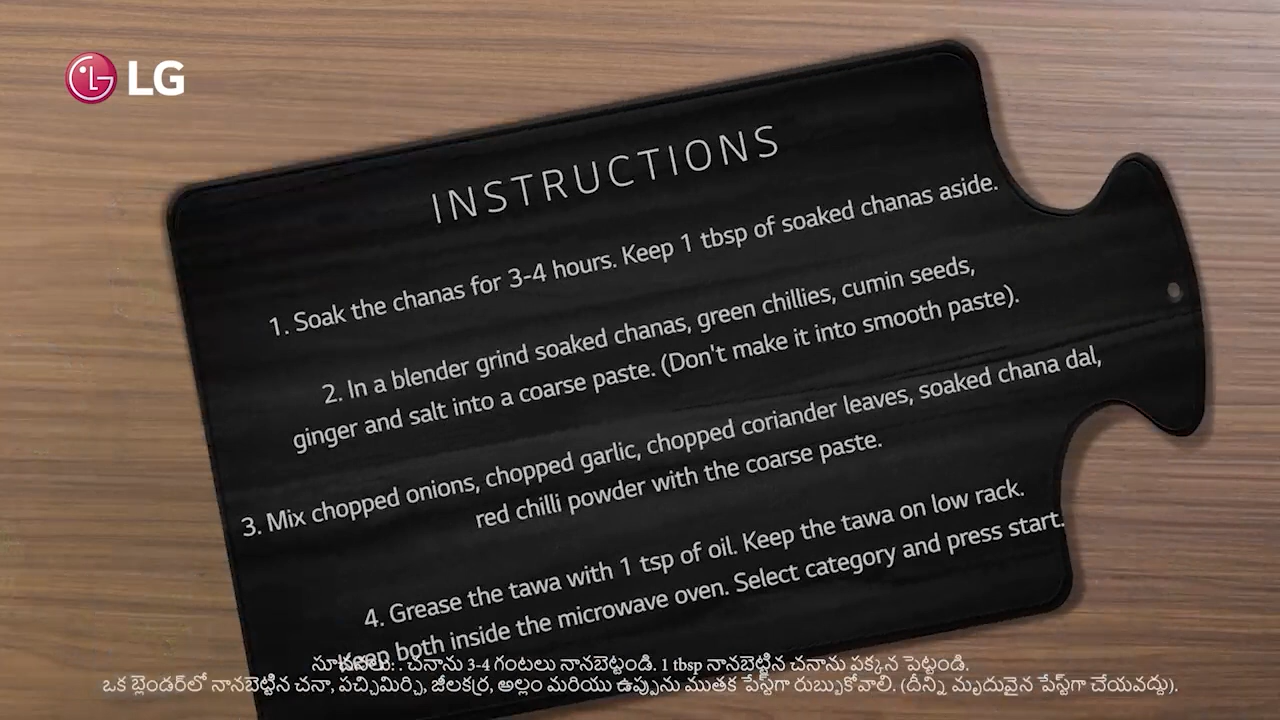 LG
INSTRUCTIONS
1. Soak the chanas for 3-4 hours. Keep 1 tbsp of soaked chanas aside.
2. In a blender grind soaked chanas, green chillies, cumin seeds,
ginger and salt into a coarse paste. (Don't make it into smooth paste).
3. Mix chopped onions, chopped garlic, chopped coriander leaves, soaked chana dal,
red chilli powder with the coarse paste.
4. Grease the tawa with 1 tsp of oil. Keep the tawa on low rack.
Keep both inside the microwave oven. Select category and press start.
చనాను 3-4 గంటలు నానబెట్టండి. 1 tbsp నానబెట్టిన చనాను పక్కన పెట్టండి.
ఒక బ్లెండర్‌లో నానబెట్టిన చనా, పచ్చిమిర్చి, జీలకర్ర, అల్లం మరియు ఉప్పును ముతక పేస్ట్‌గా రుబ్బుకోవాలి. (దీన్ని మృదువైన పేస్ట్‌గా చేయవద్దు).